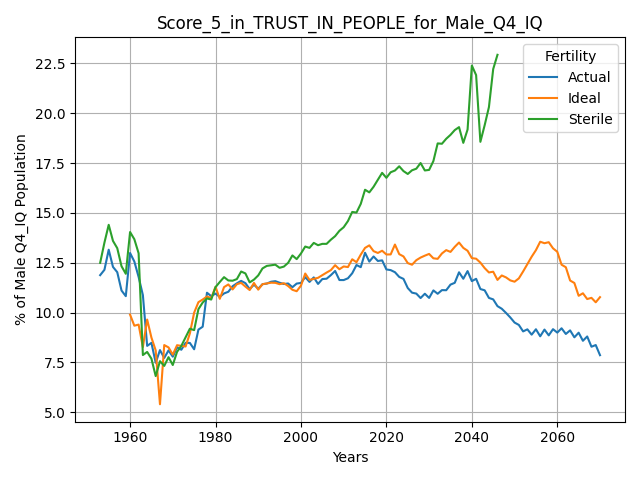 Score_5_in_TRUST_IN_PEOPLE_for_Male_Q4_IQ
% of Male Q4_IQ Population
22.5
20.0
17.5
15.0
12.5
10.0
7.5
5.0
Fertility
Actual
Ideal
Sterile
1960 1980 2000 2020 2040 2060
Years